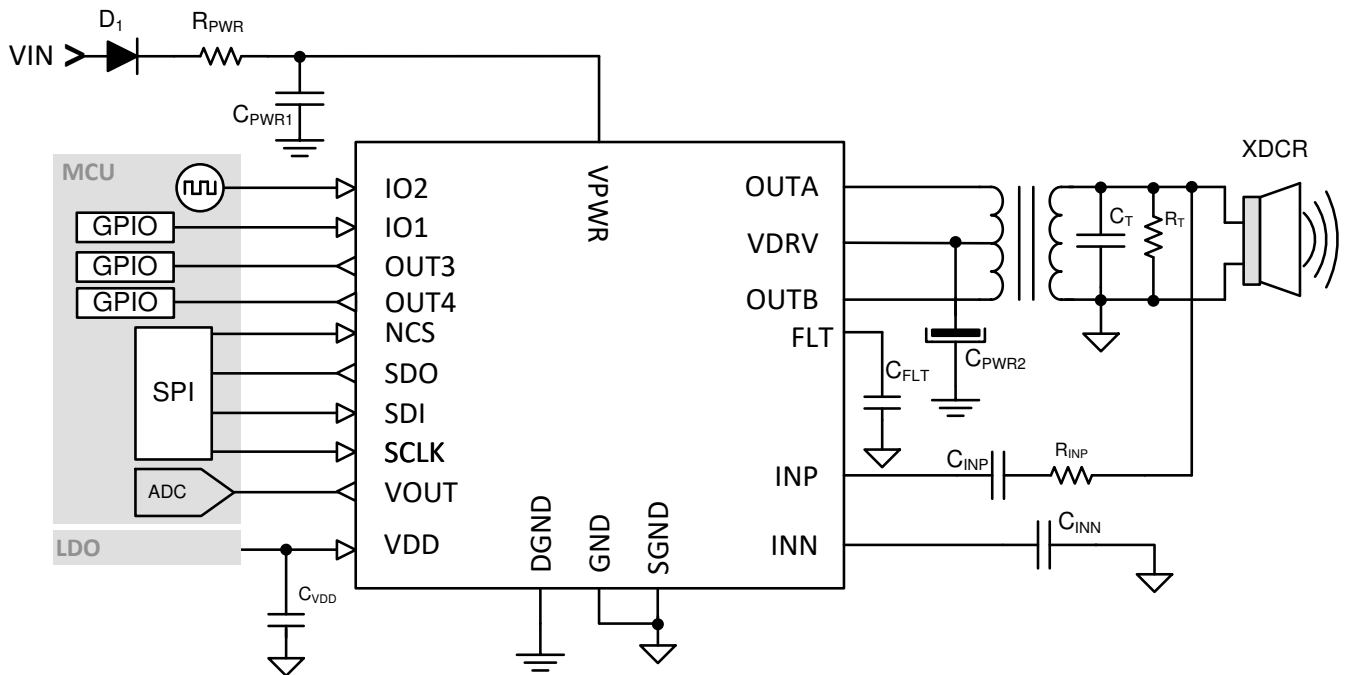 D1
RPWR
VIN
CPWR1
XDCR
MCU
VPWR
IO2
OUTA
GPIO
IO1
CT
RT
VDRV
GPIO
OUT3
GPIO
OUT4
OUTB
NCS
FLT
CPWR2
CFLT
SPI
SDO
SDI
SCLK
CINP
RINP
INP
ADC
VOUT
CINN
LDO
VDD
DGND
GND
SGND
INN
CVDD